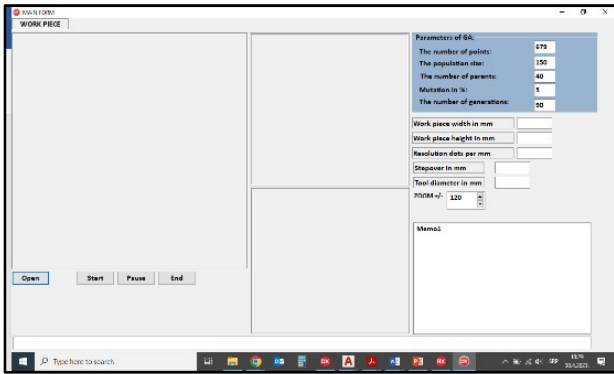 MAIN FORM
WORK PIECE
Parameters of GA:
The number of points: 679
The population size: 150
The number of parents: 40
Mutation in %:
The number of generations: 90
Work piece width in mm
Work piece height in mm
Resolution dots per mm
Stepover in mm
Tool diameter in mm
ZOOM +/- 120
Memo1
Open Start Pause End
Type here to search
SRP